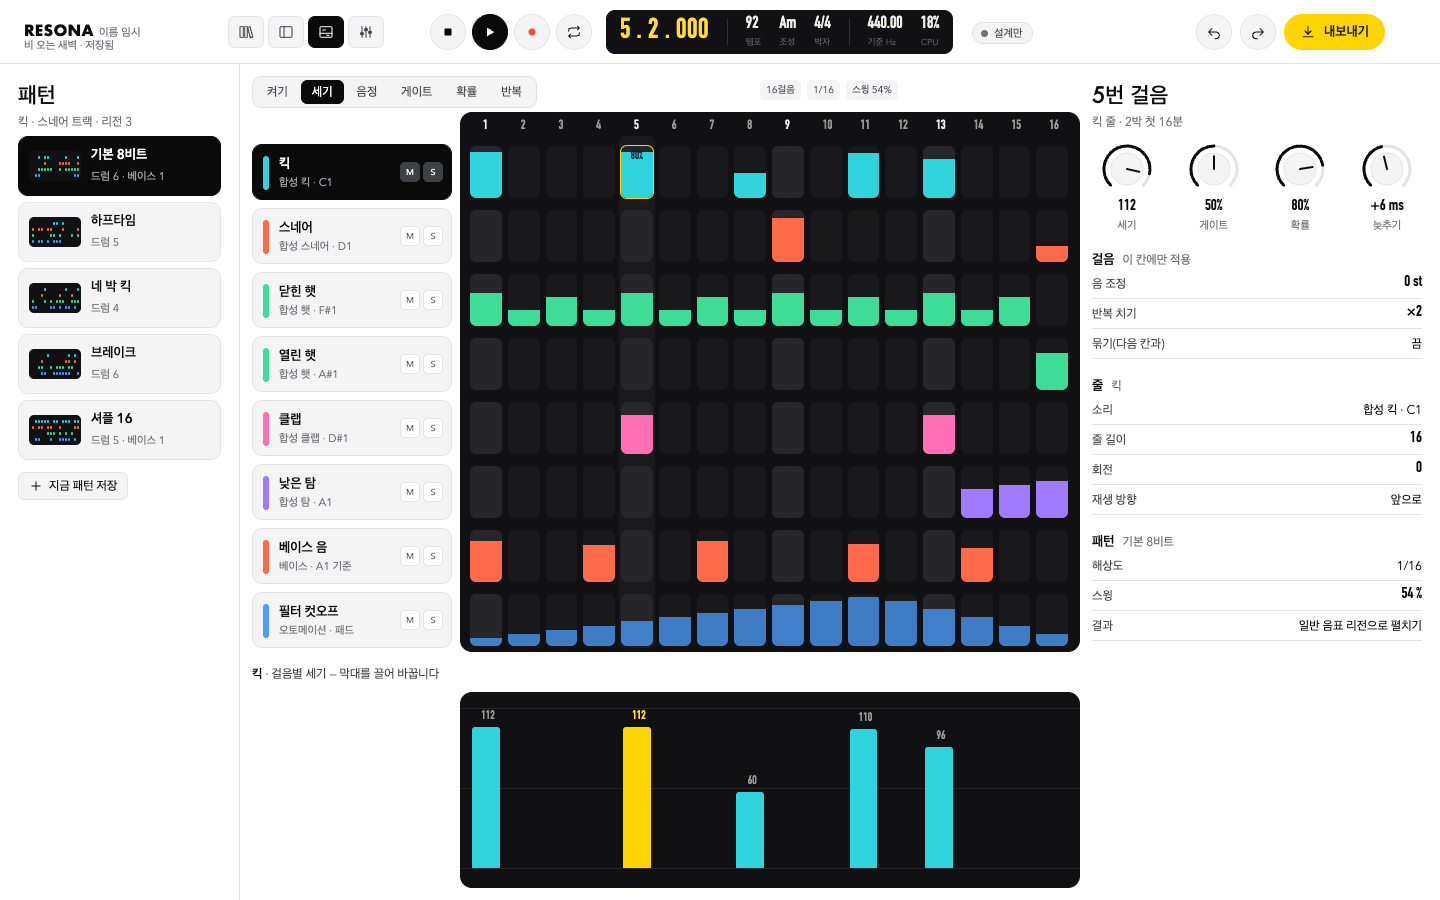 RESONA 이름 임시
비 오는 새벽 · 저장됨
5.2.000
92 Am 4/4 440.00 18%
템포 조성 박자 기준 Hz CPU
설계만
내보내기
패턴
킥 · 스네어 트랙 · 리전 3
기본 8비트
드럼 6 · 베이스 1
하프타임
드럼 5
네 박 킥
드럼 4
브레이크
드럼 6
셔플 16
드럼 5 · 베이스 1
지금 패턴 저장
켜기 세기 음정 게이트 확률 반복
16걸음 1/16 스윙 54%
1 2 3 4 5 6 7 8 9 10 11 12 13 14 15 16
킥
합성 킥 · C1
M S
80%
스네어
합성 스네어 · D1
M S
닫힌 햇
합성 햇 · F#1
M S
열린 햇
합성 햇 · A#1
M S
클랩
합성 클랩 · D#1
M S
낮은 탐
합성 탐 · A1
M S
베이스 음
베이스 · A1 기준
M S
필터 컷오프
오토메이션 · 패드
M S
킥 · 걸음별 세기 – 막대를 끌어 바꿉니다
112 112 60 110 96
5번 걸음
킥 줄 · 2박 첫 16분
112 50% 80% +6 ms
세기 게이트 확률 늦추기
걸음 이 칸에만 적용
음 조정 0 st
반복 치기 ×2
묶기(다음 칸과) 끔
줄 킥
소리 합성 킥 · C1
줄 길이 16
회전 0
재생 방향 앞으로
패턴 기본 8비트
해상도 1/16
스윙 54 %
결과 일반 음표 리전으로 펼치기